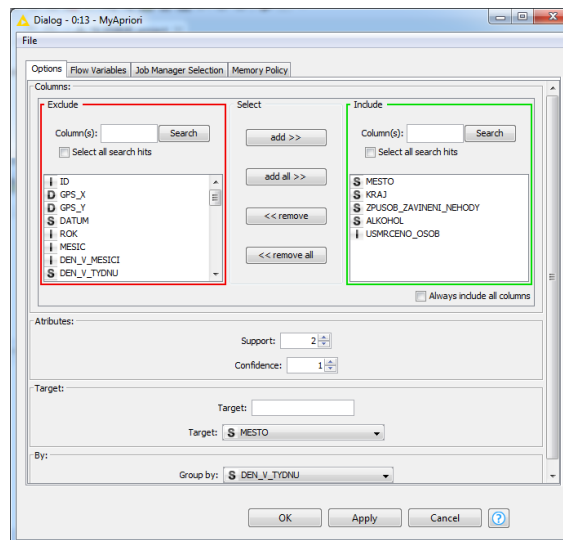 Dialog - 0:13 - MyApriori
File
Options Flow Variables Job Manager Selection Memory Policy
Columns:
Exclude Select Include
Column(s): Search add >> Column(s): Search
Select all search hits Select all search hits
add all >>
I ID S MESTO
D GPS_X S KRAJ
D GPS_Y S ZPUSOB_ZAVINENI_NEHODY
S DATUM << remove S ALKOHOL
I ROK I USMRCENO_OSOB
I MESIC
I DEN_V_MESICI << remove all
S DEN_V_TYDNU
Always include all columns
Atributes:
Support: 2
Confidence: 1
Target:
Target:
Target: S MESTO
By:
Group by: S DEN_V_TYDNU
OK Apply Cancel ?